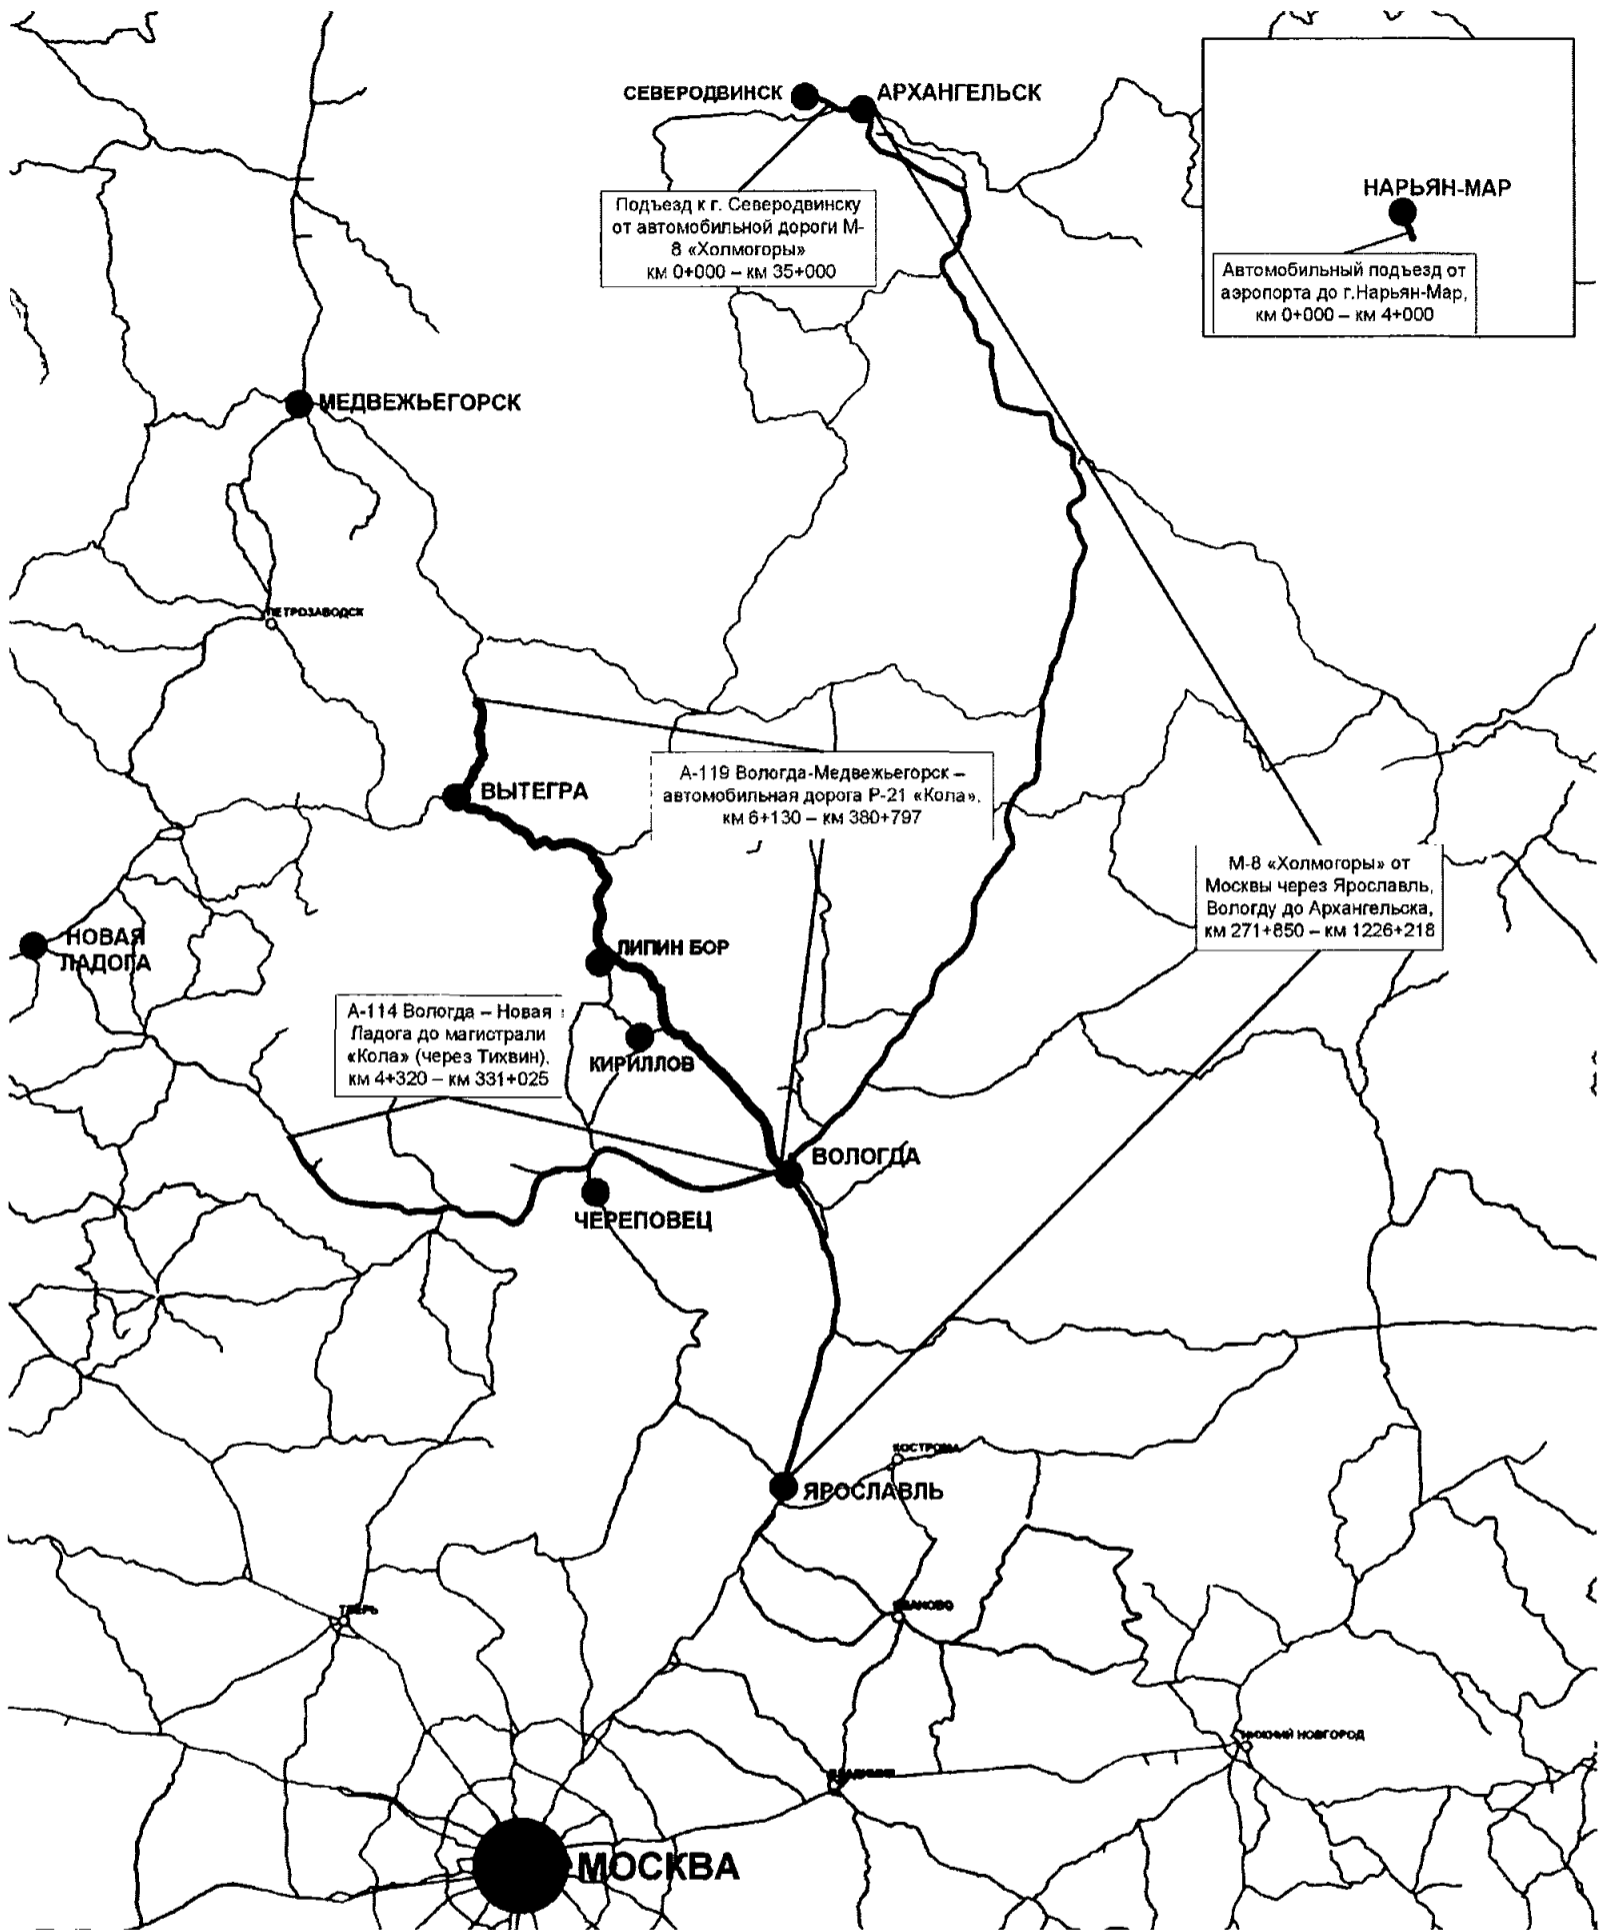 СЕВЕРОДВИНСК
АРХАНГЕЛЬСК
НАРЬЯН-МАР
Подъезд к г. Северодвинску
от автомобильной дороги М-
8 «Холмогоры»
км 0+000 – км 35+000
Автомобильный подъезд от
аэропорта до г.Нарьян-Мар,
км 0+000 – км 4+000
МЕДВЕЖЬЕГОРСК
ПЕТРОЗАВОДСК
ВЫТЕГРА
А-119 Вологда-Медвежьегорск –
автомобильная дорога Р-21 «Кола»,
км 6+130 – км 380+797
М-8 «Холмогоры» от
Москвы через Ярославль,
Вологду до Архангельска,
км 271+850 – км 1226+218
НОВАЯ
ЛАДОГА
ЛИПИН БОР
А-114 Вологда – Новая
Ладога до магистрали
«Кола» (через Тихвин),
км 4+320 – км 331+025
КИРИЛЛОВ
ВОЛОГДА
ЧЕРЕПОВЕЦ
КОСТРОМА
ЯРОСЛАВЛЬ
ТВЕРЬ
ИВАНОВО
НИЖНИЙ НОВГОРОД
ВЛАДИМИР
МОСКВА